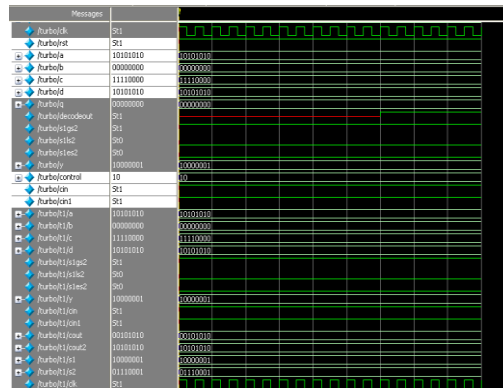 Messages
/turbo/clk St1
/turbo/rst St1
/turbo/a 10101010 10101010
/turbo/b 00000000 00000000
/turbo/c 11110000 11110000
/turbo/d 10101010 10101010
/turbo/q 00000000 00000000
/turbo/decodeout St1
/turbo/s1gs2 St1
/turbo/s1ls2 St0
/turbo/s1es2 St0
/turbo/y 10000001 10000001
/turbo/control 10 10
/turbo/cin St1
/turbo/cin1 St1
/turbo/t1/a 10101010 10101010
/turbo/t1/b 00000000 00000000
/turbo/t1/c 11110000 11110000
/turbo/t1/d 10101010 10101010
/turbo/t1/s1gs2 St1
/turbo/t1/s1ls2 St0
/turbo/t1/s1es2 St0
/turbo/t1/y 10000001 10000001
/turbo/t1/cin St1
/turbo/t1/cin1 St1
/turbo/t1/cout 00101010 00101010
/turbo/t1/cout2 10101010 10101010
/turbo/t1/s1 10000001 10000001
/turbo/t1/s2 01110001 01110001
/turbo/t1/clk St1